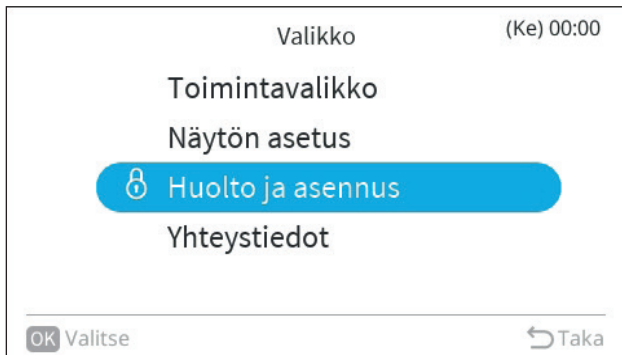 Valikko (Ke) 00:00
Toimintavalikko
Näytön asetus
Huolto ja asennus
Yhteystiedot
OK Valitse Taka